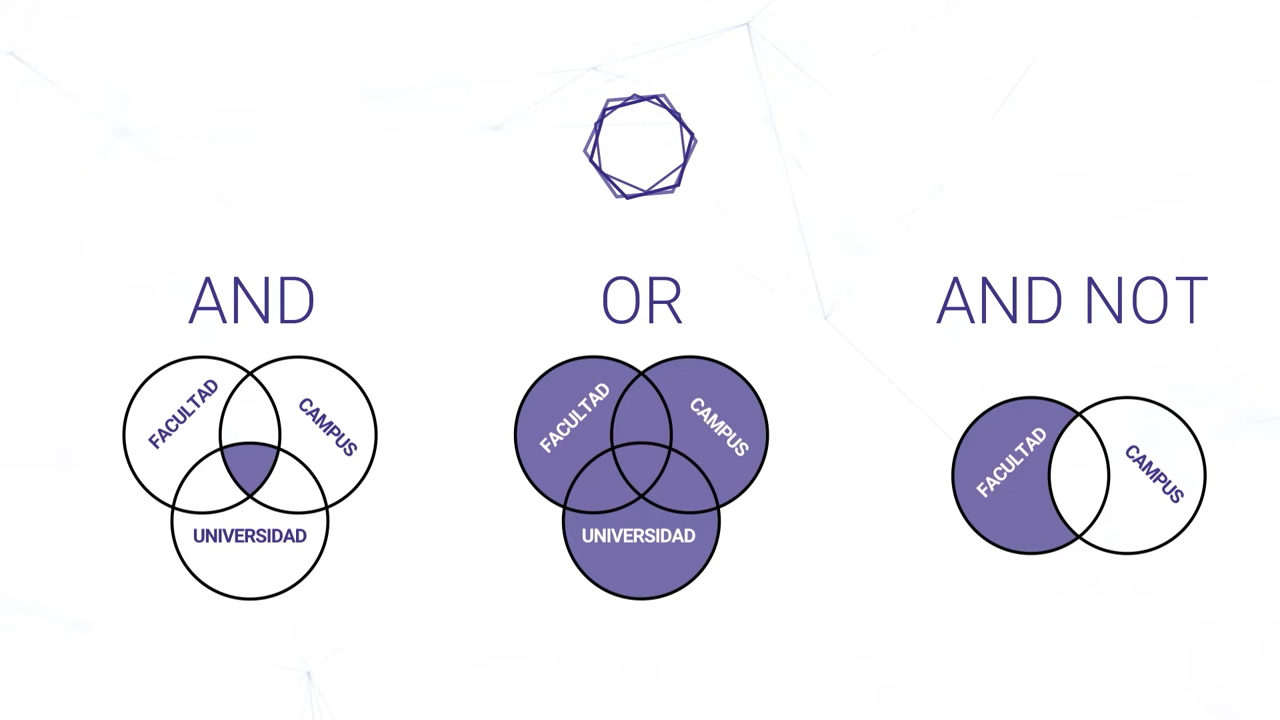 AND
OR
AND NOT
FACULTAD
CAMPUS
UNIVERSIDAD
FACULTAD
CAMPUS
UNIVERSIDAD
FACULTAD
CAMPUS